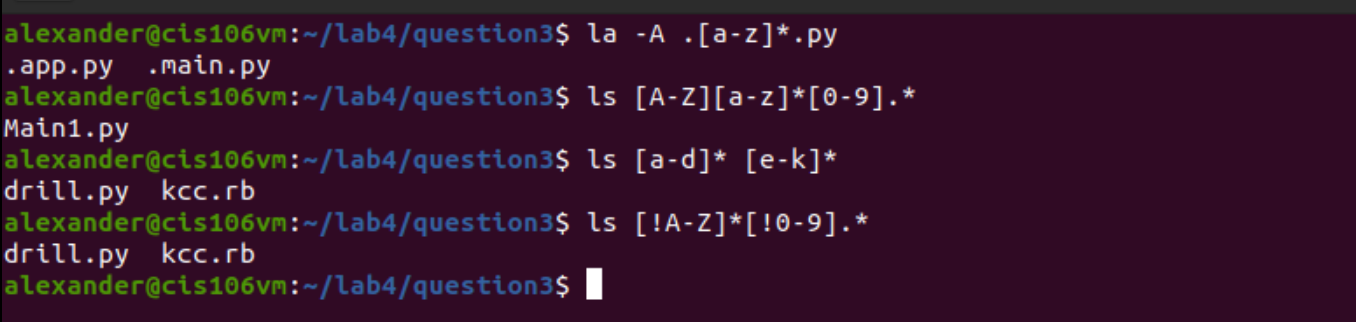 alexander@cis106vm:~/lab4/question3$ la -A .[a-z]*.py
.app.py  .main.py
alexander@cis106vm:~/lab4/question3$ ls [A-Z][a-z]*[0-9].*
Main1.py
alexander@cis106vm:~/lab4/question3$ ls [a-d]* [e-k]*
drill.py  kcc.rb
alexander@cis106vm:~/lab4/question3$ ls [!A-Z]*[!0-9].*
drill.py  kcc.rb
alexander@cis106vm:~/lab4/question3$